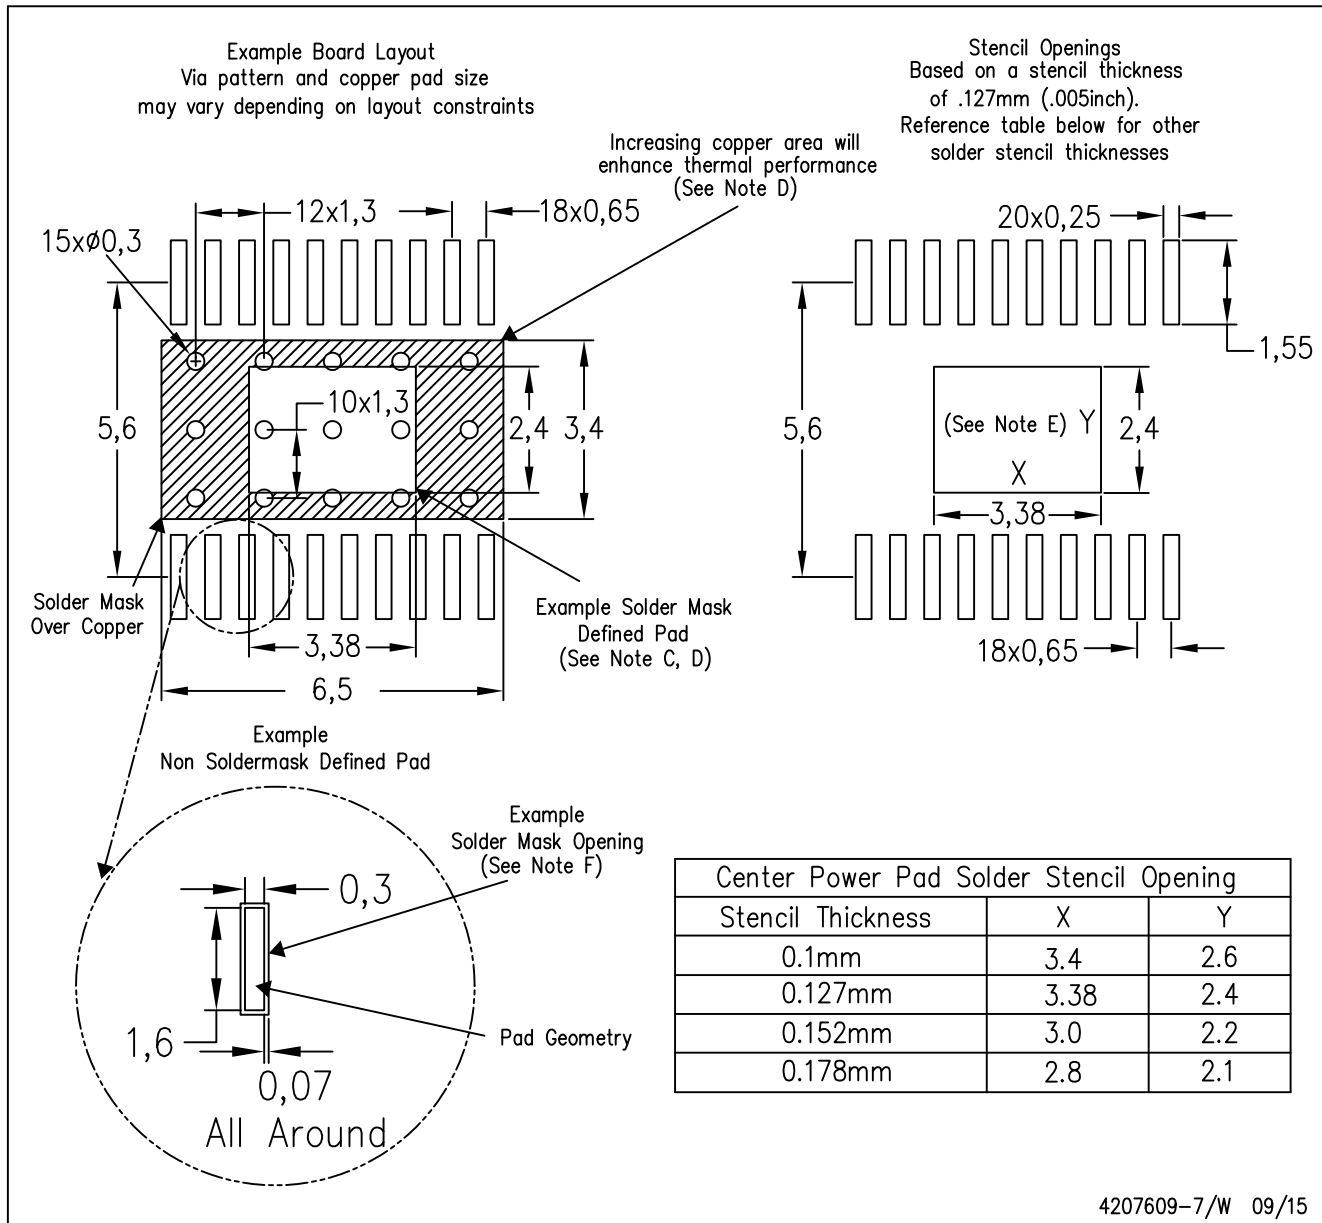 Example Board Layout
Via pattern and copper pad size
may vary depending on layout constraints
Stencil Openings
Based on a stencil thickness
of .127mm (.005inch).
Reference table below for other
solder stencil thicknesses
Increasing copper area will
enhance thermal performance
(See Note D)
12x1,3
18x0,65
15xø0,3
5,6
10x1,3
2,4
3,4
Solder Mask
Over Copper
3,38
6,5
Example Solder Mask
Defined Pad
(See Note C, D)
20x0,25
1,55
5,6
(See Note E) Y
X
2,4
3,38
18x0,65
Example
Non Soldermask Defined Pad
Example
Solder Mask Opening
(See Note F)
0,3
1,6
Pad Geometry
0,07
All Around
Center Power Pad Solder Stencil Opening
Stencil Thickness X Y
0.1mm 3.4 2.6
0.127mm 3.38 2.4
0.152mm 3.0 2.2
0.178mm 2.8 2.1
4207609-7/W 09/15